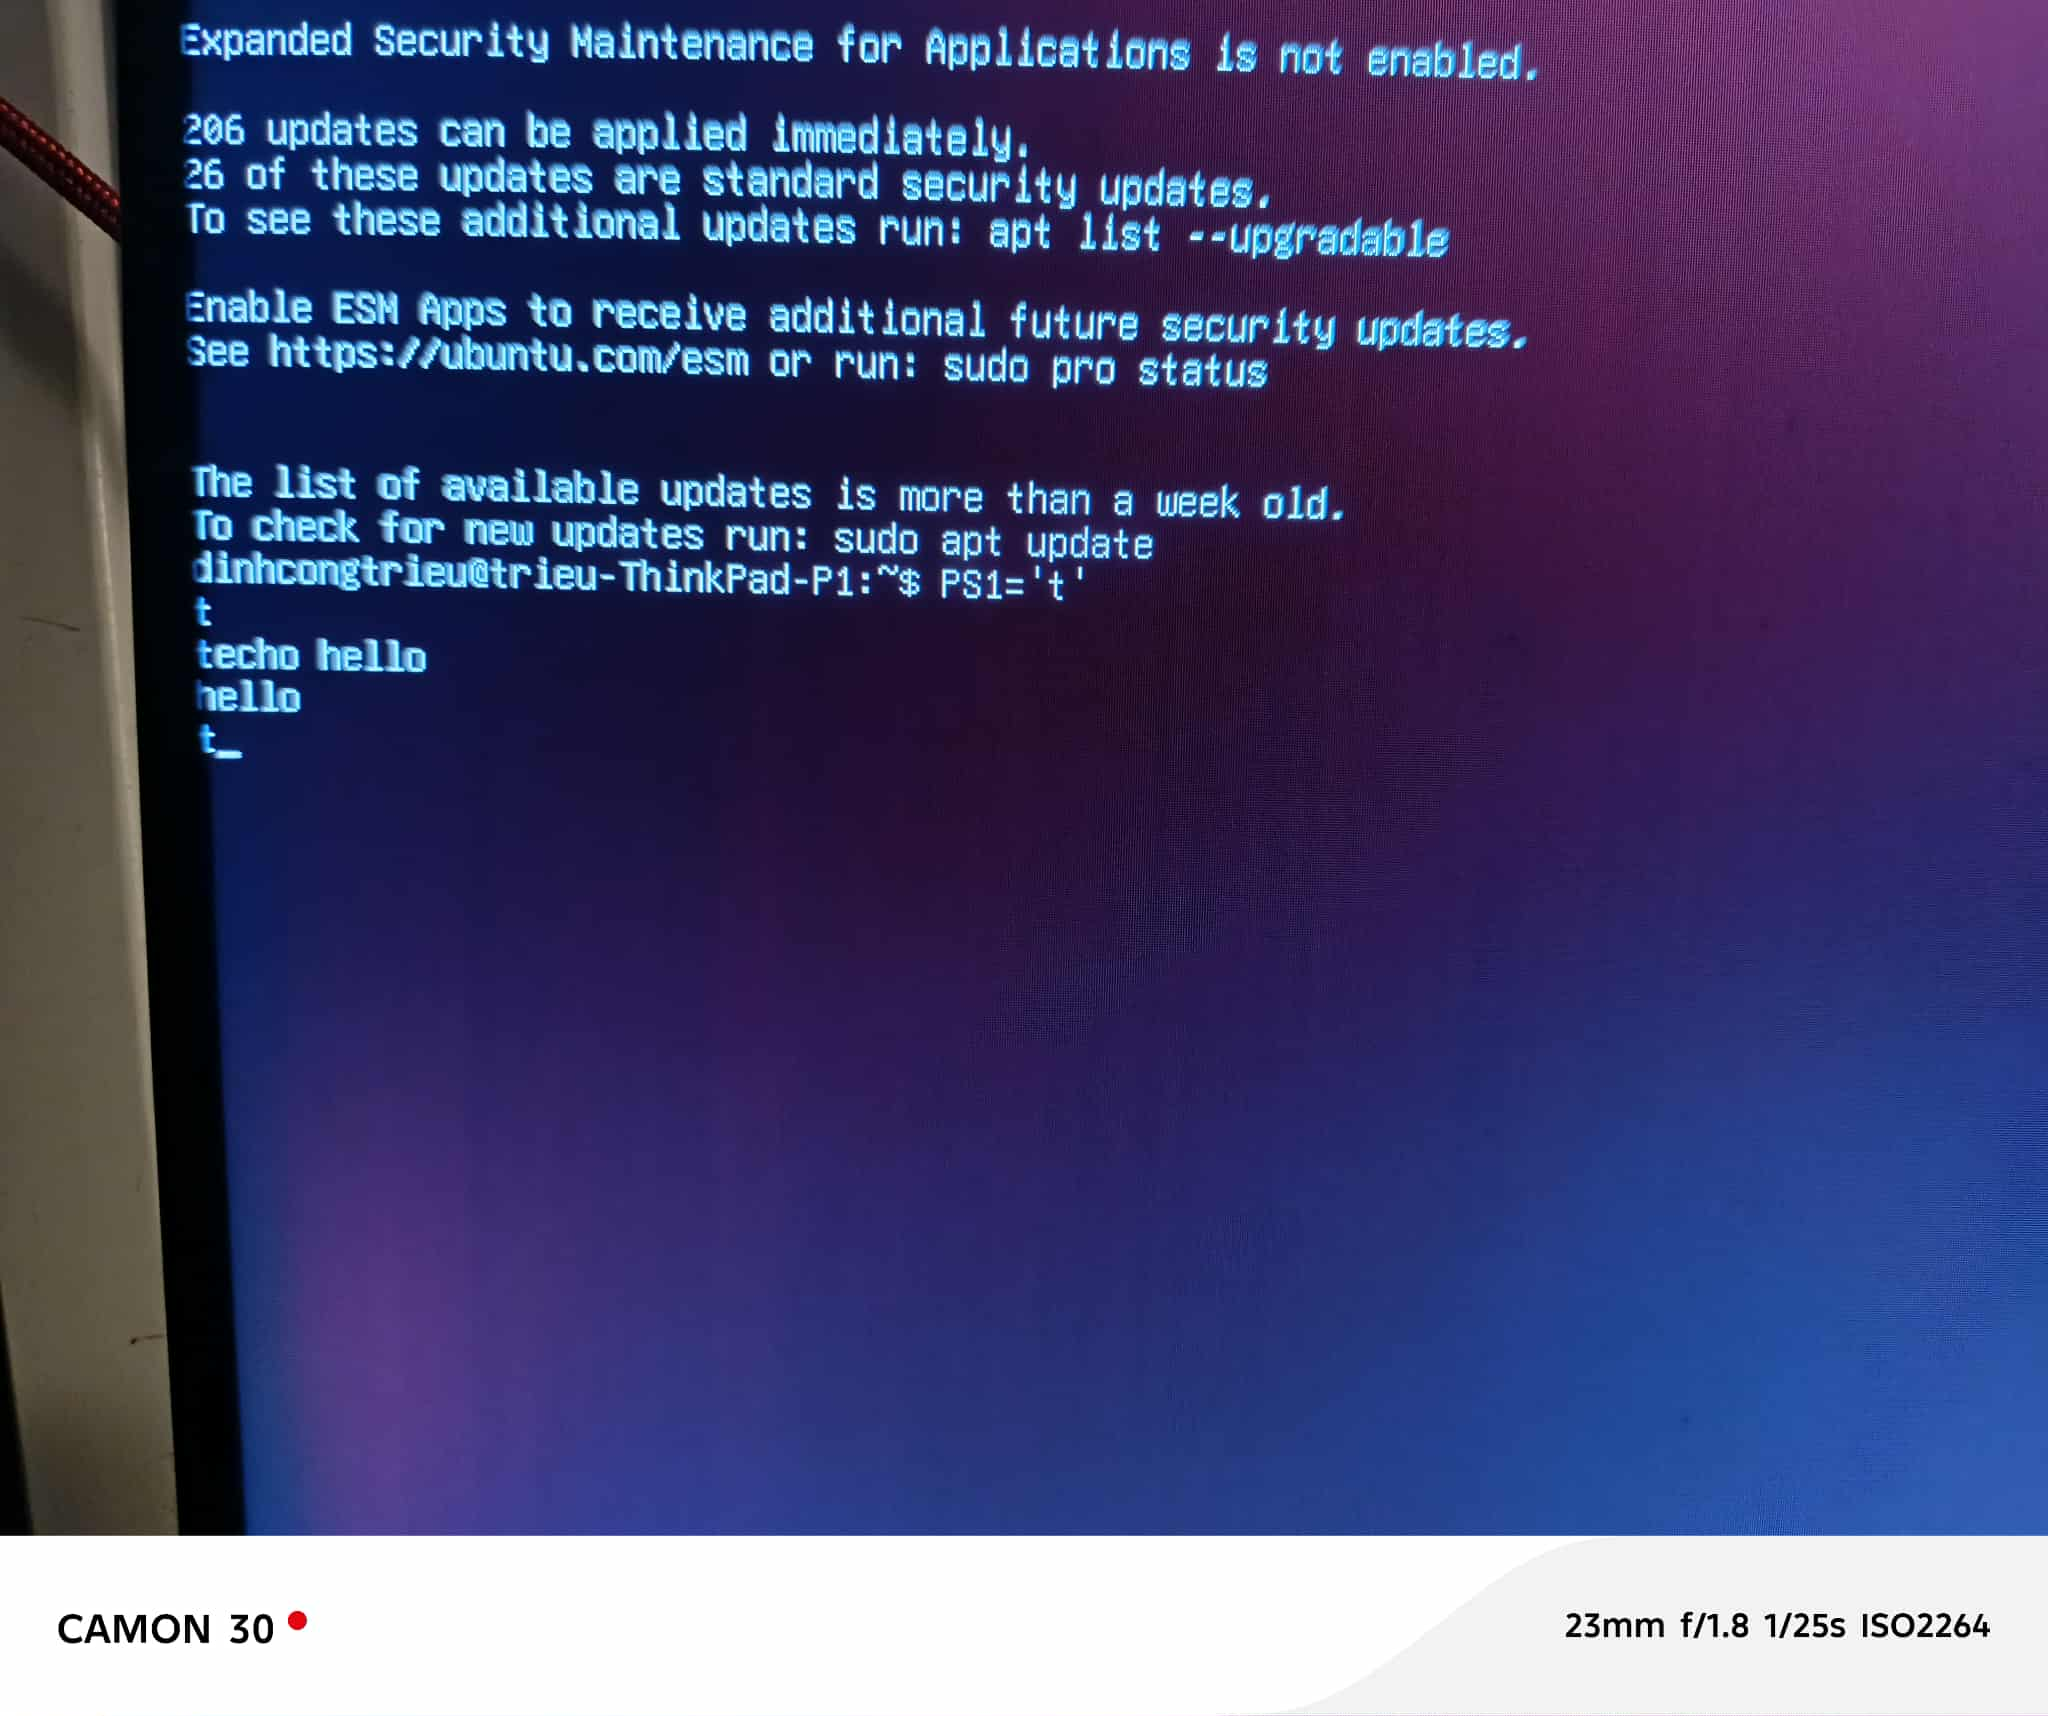 Expanded Security Maintenance for Applications is not enabled.
206 updates can be applied immediately.
26 of these updates are standard security updates.
To see these additional updates run: apt list --upgradable
Enable ESM Apps to receive additional future security updates.
See https://ubuntu.com/esm or run: sudo pro status
The list of available updates is more than a week old.
To check for new updates run: sudo apt update
dinhcongtrieu@trieu-ThinkPad-P1:~$ PS1='t'
t
techo hello
hello
t_
CAMON 30
23mm f/1.8 1/25s ISO2264